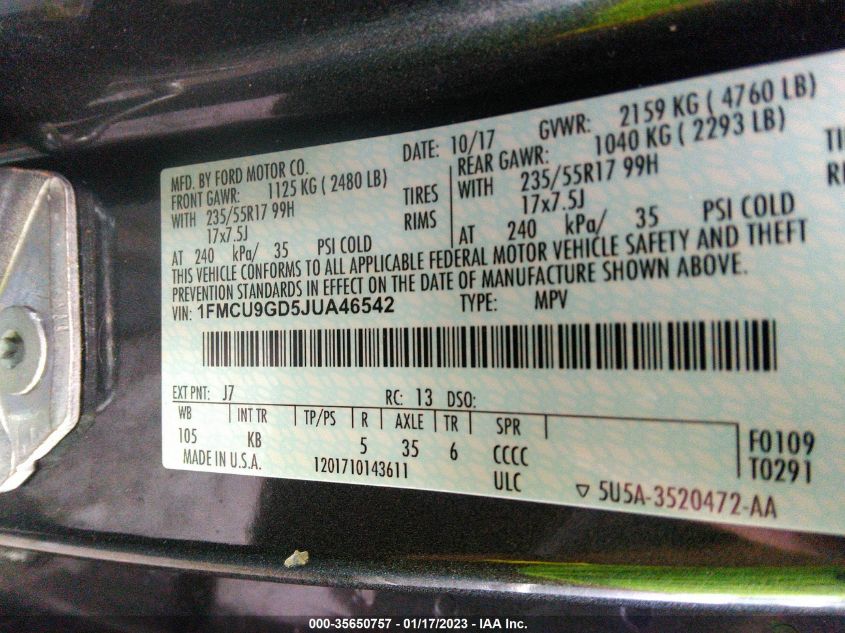 MFD. BY FORD MOTOR CO. DATE: 10/17 GVWR: 2159 KG ( 4760 LB)
FRONT GAWR: 1125 KG ( 2480 LB) REAR GAWR: 1040 KG ( 2293 LB)
WITH 235/55R17 99H TIRES WITH 235/55R17 99H
17x7.5J RIMS 17x7.5J
AT 240 kPa/ 35 PSI COLD AT 240 kPa/ 35 PSI COLD
THIS VEHICLE CONFORMS TO ALL APPLICABLE FEDERAL MOTOR VEHICLE SAFETY AND THEFT
PREVENTION STANDARDS IN EFFECT ON THE DATE OF MANUFACTURE SHOWN ABOVE.
VIN: 1FMCU9GD5JUA46542 TYPE: MPV
EXT PNT: J7 RC: 13 DSO:
WB INT TR TP/PS R AXLE TR SPR
105 KB 5 35 6 CCCC F0109
MADE IN U.S.A. 1201710143611 ULC T0291
▽ 5U5A-3520472-AA
000-35650757 - 01/17/2023 - IAA Inc.